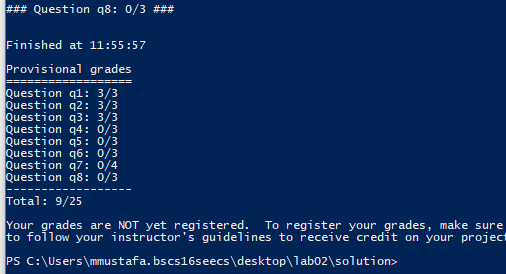 ### Question q8: 0/3 ###
Finished at 11:55:57
Provisional grades
==================
Question q1: 3/3
Question q2: 3/3
Question q3: 3/3
Question q4: 0/3
Question q5: 0/3
Question q6: 0/3
Question q7: 0/4
Question q8: 0/3
------------------
Total: 9/25
Your grades are NOT yet registered.  To register your grades, make sure
to follow your instructor's guidelines to receive credit on your project
PS C:\Users\mmustafa.bscs16seecs\desktop\lab02\solution>